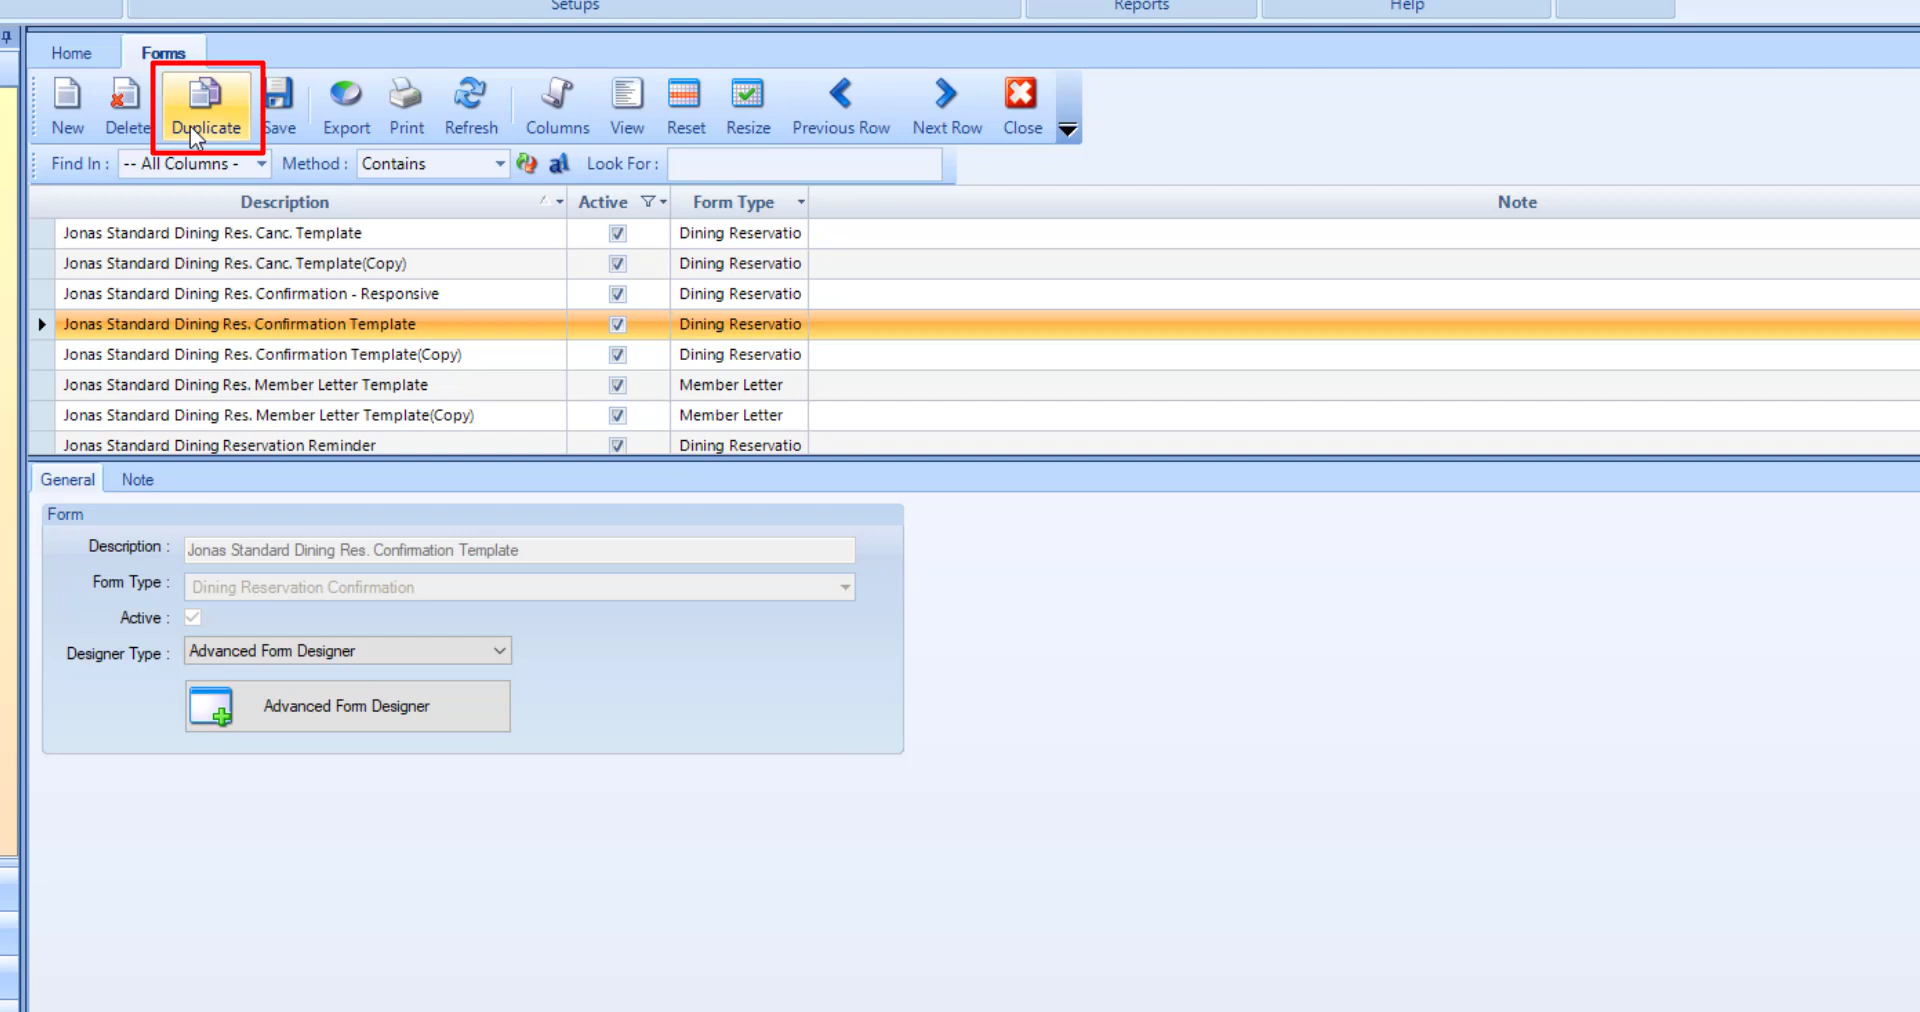 Setups Reports Help
Home Forms
New Delete Duplicate Save Export Print Refresh Columns View Reset Resize Previous Row Next Row Close
Find In : -- All Columns - Method : Contains Look For :
Description Active Form Type Note
Jonas Standard Dining Res. Canc. Template Dining Reservatio
Jonas Standard Dining Res. Canc. Template(Copy) Dining Reservatio
Jonas Standard Dining Res. Confirmation - Responsive Dining Reservatio
Jonas Standard Dining Res. Confirmation Template Dining Reservatio
Jonas Standard Dining Res. Confirmation Template(Copy) Dining Reservatio
Jonas Standard Dining Res. Member Letter Template Member Letter
Jonas Standard Dining Res. Member Letter Template(Copy) Member Letter
Jonas Standard Dining Reservation Reminder Dining Reservatio
General Note
Form
Description : Jonas Standard Dining Res. Confirmation Template
Form Type : Dining Reservation Confirmation
Active :
Designer Type : Advanced Form Designer
Advanced Form Designer